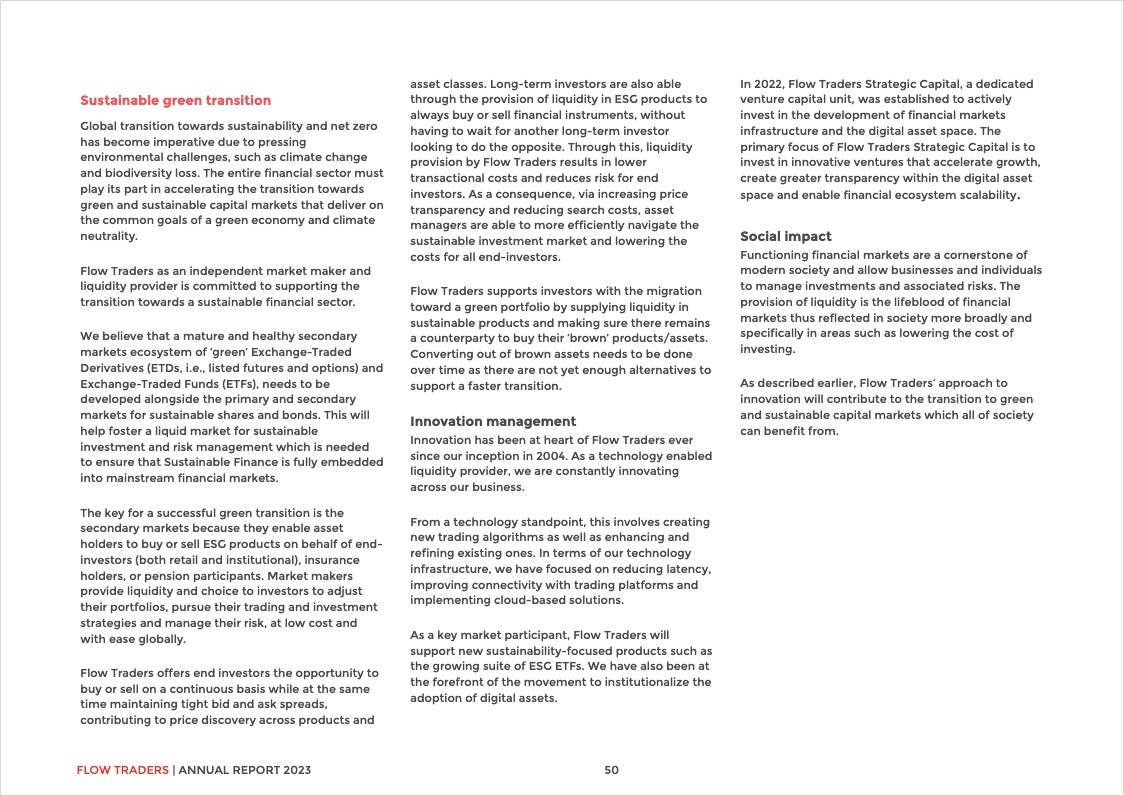 Sustainable green transition
Global transition towards sustainability and net zero
has become imperative due to pressing
environmental challenges, such as climate change
and biodiversity loss. The entire financial sector must
play its part in accelerating the transition towards
green and sustainable capital markets that deliver on
the common goals of a green economy and climate
neutrality.
Flow Traders as an independent market maker and
liquidity provider is committed to supporting the
transition towards a sustainable financial sector.
We believe that a mature and healthy secondary
markets ecosystem of ‘green’ Exchange-Traded
Derivatives (ETDs, i.e., listed futures and options) and
Exchange-Traded Funds (ETFs), needs to be
developed alongside the primary and secondary
markets for sustainable shares and bonds. This will
help foster a liquid market for sustainable
investment and risk management which is needed
to ensure that Sustainable Finance is fully embedded
into mainstream financial markets.
The key for a successful green transition is the
secondary markets because they enable asset
holders to buy or sell ESG products on behalf of end-
investors (both retail and institutional), insurance
holders, or pension participants. Market makers
provide liquidity and choice to investors to adjust
their portfolios, pursue their trading and investment
strategies and manage their risk, at low cost and
with ease globally.
Flow Traders offers end investors the opportunity to
buy or sell on a continuous basis while at the same
time maintaining tight bid and ask spreads,
contributing to price discovery across products and
asset classes. Long-term investors are also able
through the provision of liquidity in ESG products to
always buy or sell financial instruments, without
having to wait for another long-term investor
looking to do the opposite. Through this, liquidity
provision by Flow Traders results in lower
transactional costs and reduces risk for end
investors. As a consequence, via increasing price
transparency and reducing search costs, asset
managers are able to more efficiently navigate the
sustainable investment market and lowering the
costs for all end-investors.
Flow Traders supports investors with the migration
toward a green portfolio by supplying liquidity in
sustainable products and making sure there remains
a counterparty to buy their ‘brown’ products/assets.
Converting out of brown assets needs to be done
over time as there are not yet enough alternatives to
support a faster transition.
Innovation management
Innovation has been at heart of Flow Traders ever
since our inception in 2004. As a technology enabled
liquidity provider, we are constantly innovating
across our business.
From a technology standpoint, this involves creating
new trading algorithms as well as enhancing and
refining existing ones. In terms of our technology
infrastructure, we have focused on reducing latency,
improving connectivity with trading platforms and
implementing cloud-based solutions.
As a key market participant, Flow Traders will
support new sustainability-focused products such as
the growing suite of ESG ETFs. We have also been at
the forefront of the movement to institutionalize the
adoption of digital assets.
In 2022, Flow Traders Strategic Capital, a dedicated
venture capital unit, was established to actively
invest in the development of financial markets
infrastructure and the digital asset space. The
primary focus of Flow Traders Strategic Capital is to
invest in innovative ventures that accelerate growth,
create greater transparency within the digital asset
space and enable financial ecosystem scalability.
Social impact
Functioning financial markets are a cornerstone of
modern society and allow businesses and individuals
to manage investments and associated risks. The
provision of liquidity is the lifeblood of financial
markets thus reflected in society more broadly and
specifically in areas such as lowering the cost of
investing.
As described earlier, Flow Traders’ approach to
innovation will contribute to the transition to green
and sustainable capital markets which all of society
can benefit from.
FLOW TRADERS | ANNUAL REPORT 2023
50